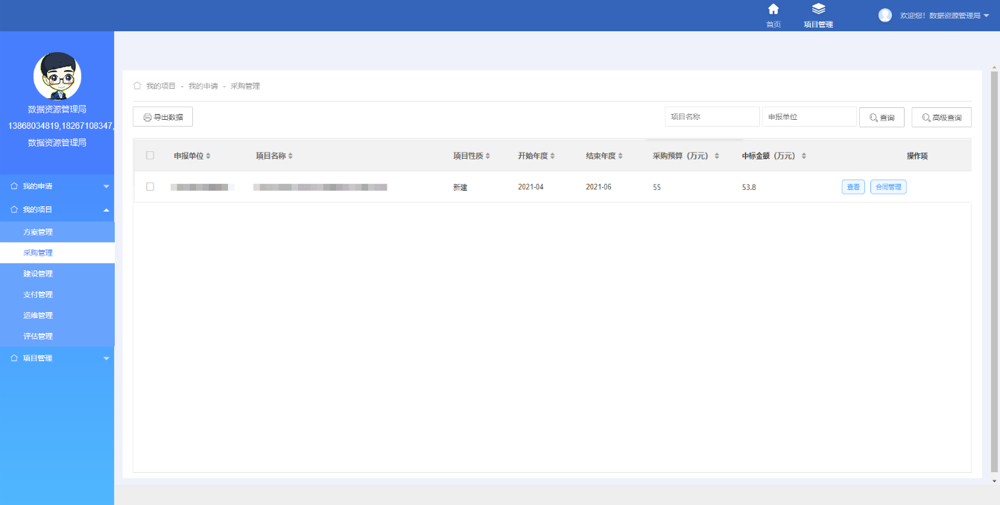 首页
项目管理
欢迎您！数据资源管理局
数据资源管理局
13868034819,18267108347,
数据资源管理局
我的申请
我的项目
方案管理
采购管理
建设管理
支付管理
运维管理
评估管理
项目管理
我的项目 - 我的申请 - 采购管理
导出数据 项目名称 申报单位 查询 高级查询
申报单位 项目名称 项目性质 开始年度 结束年度 采购预算（万元） 中标金额（万元） 操作项
新建 2021-04 2021-06 55 53.8 查看 合同管理